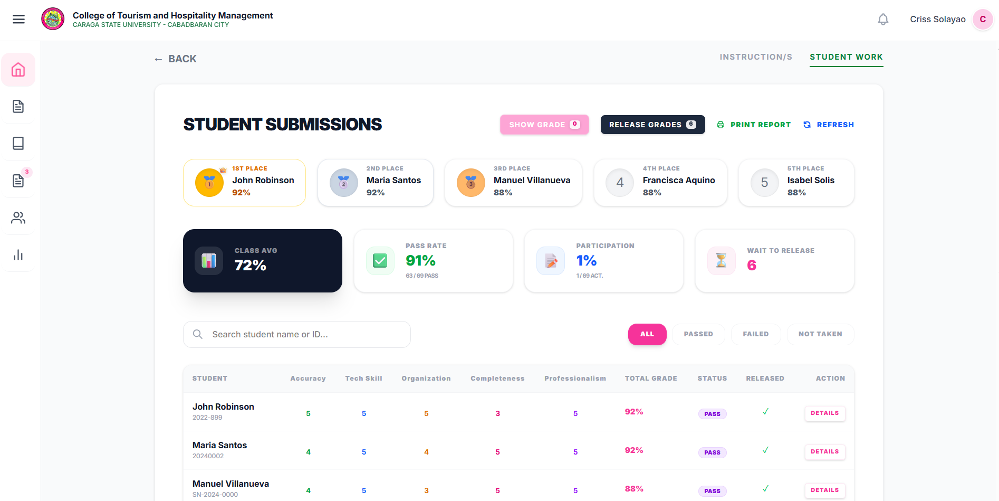 College of Tourism and Hospitality Management
CARAGA STATE UNIVERSITY - CABADBARAN CITY
Criss Solayao
C
← BACK
INSTRUCTION/S
STUDENT WORK
3
STUDENT SUBMISSIONS
SHOW GRADE 0
RELEASE GRADES 6
PRINT REPORT
REFRESH
1
1ST PLACE
John Robinson
92%
2
2ND PLACE
Maria Santos
92%
3
3RD PLACE
Manuel Villanueva
88%
4
4TH PLACE
Francisca Aquino
88%
5
5TH PLACE
Isabel Solis
88%
CLASS AVG
72%
PASS RATE
91%
63 / 69 PASS
PARTICIPATION
1%
1 / 69 ACT.
WAIT TO RELEASE
6
Search student name or ID...
ALL
PASSED
FAILED
NOT TAKEN
STUDENT Accuracy Tech Skill Organization Completeness Professionalism TOTAL GRADE STATUS RELEASED ACTION
John Robinson
2022-899
5 5 5 3 5 92% PASS ✓ DETAILS
Maria Santos
20240002
4 5 4 5 5 92% PASS ✓ DETAILS
Manuel Villanueva
SN-2024-0000
4 5 3 5 5 88% PASS ✓ DETAILS